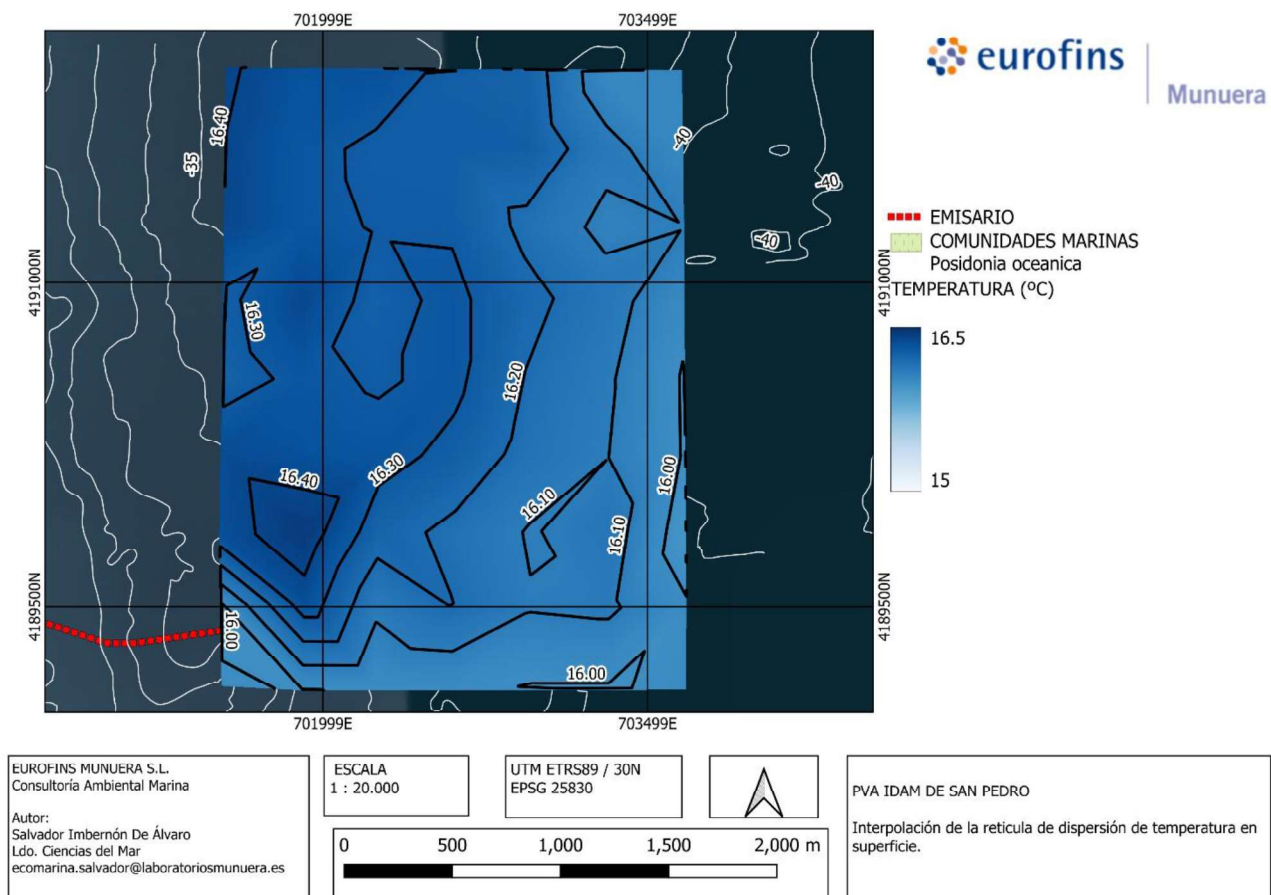 701999E
703499E
eurofins
Munuera
16.40
-35
-40
-40
-40
EMISARIO
COMUNIDADES MARINAS
Posidonia oceanica
TEMPERATURA (ºC)
16.5
15
4191000N
4191000N
16.30
16.20
16.40
16.30
16.10
16.00
16.10
4189500N
4189500N
16.00
16.00
701999E
703499E
EUROFINS MUNUERA S.L.
Consultoría Ambiental Marina
Autor:
Salvador Imbernón De Álvaro
Ldo. Ciencias del Mar
ecomarina.salvador@laboratoriosmunuera.es
ESCALA
1 : 20.000
UTM ETRS89 / 30N
EPSG 25830
0 500 1,000 1,500 2,000 m
PVA IDAM DE SAN PEDRO
Interpolación de la reticula de dispersión de temperatura en
superficie.